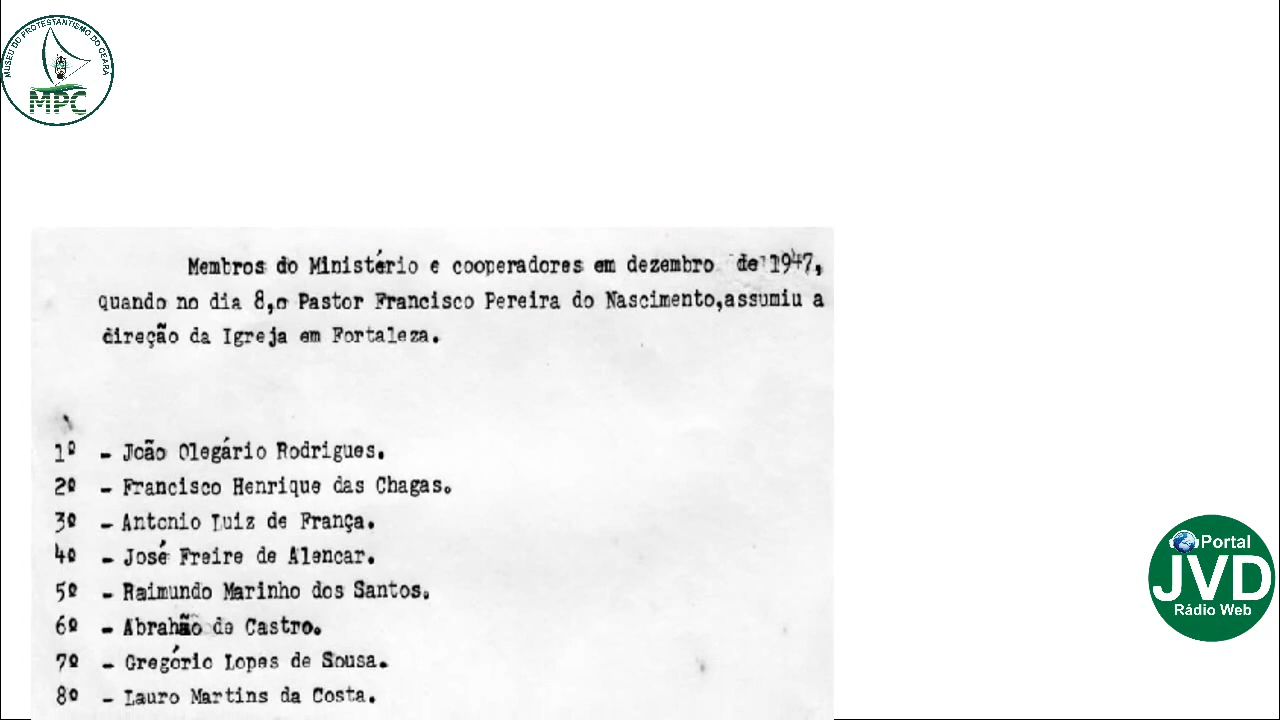 MUSEU DO PROTESTANTISMO DO CEARÁ
MPC
Membros do Ministério e cooperadores em dezembro de 1947,
quando no dia 8,o Pastor Francisco Pereira do Nascimento,assumiu a
direção da Igreja em Fortaleza.
1º - João Olegário Rodrigues.
2º - Francisco Henrique das Chagas.
3º - Antonio Luiz de França.
4º - José Freire de Alencar.
5º - Raimundo Marinho dos Santos.
6º - Abrahão de Castro.
7º - Gregório Lopes de Sousa.
8º - Lauro Martins da Costa.
Portal
JVD
Rádio Web